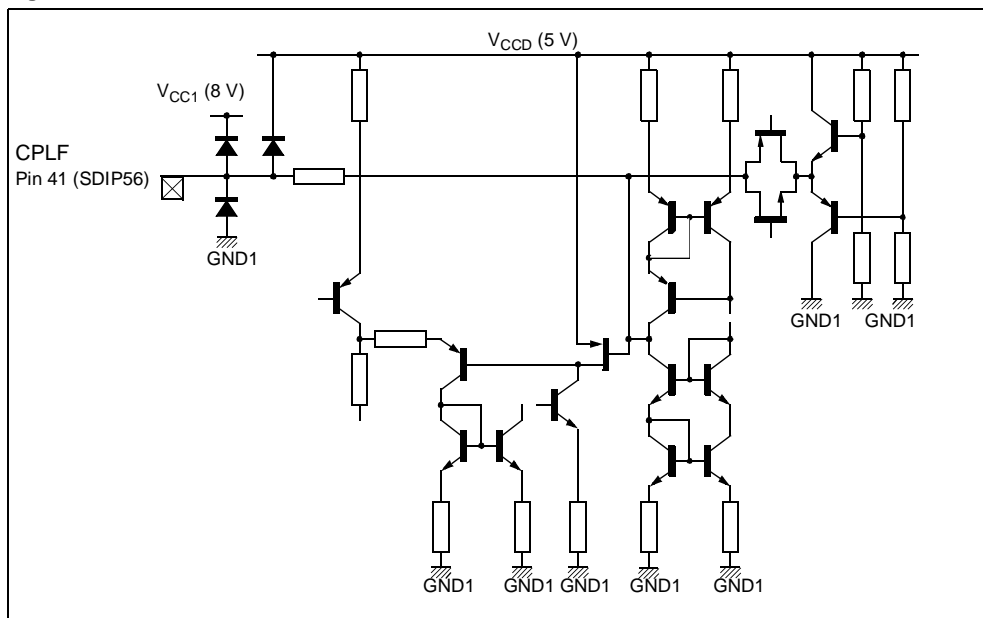 V_CCD (5 V)
V_CC1 (8 V)
CPLF
Pin 41 (SDIP56)
GND1
GND1 GND1
GND1 GND1 GND1 GND1 GND1